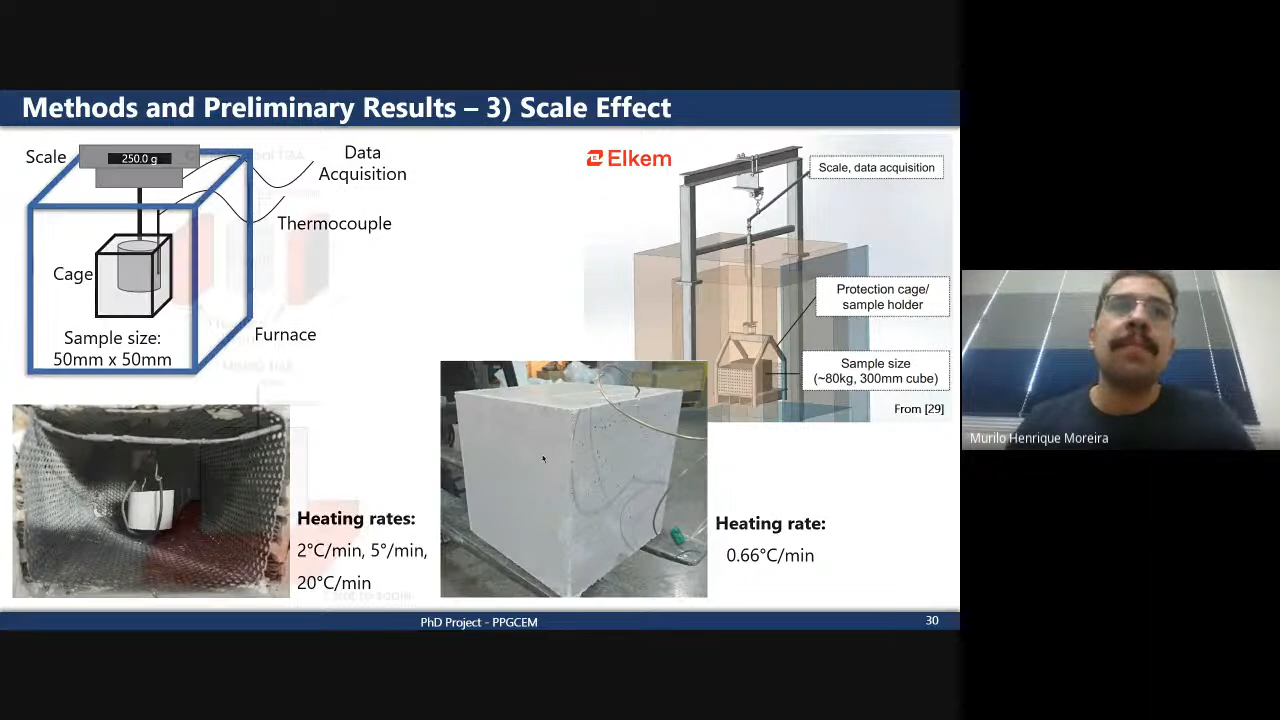 Methods and Preliminary Results – 3) Scale Effect
Scale
250.0 g
Data
Acquisition
Thermocouple
Cage
Sample size:
50mm x 50mm
Furnace
Elkem
Scale, data acquisition
Protection cage/
sample holder
Sample size
(~80kg, 300mm cube)
From [29]
Heating rates:
2°C/min, 5°/min,
20°C/min
Heating rate:
0.66°C/min
PhD Project - PPGCEM
30
Murilo Henrique Moreira